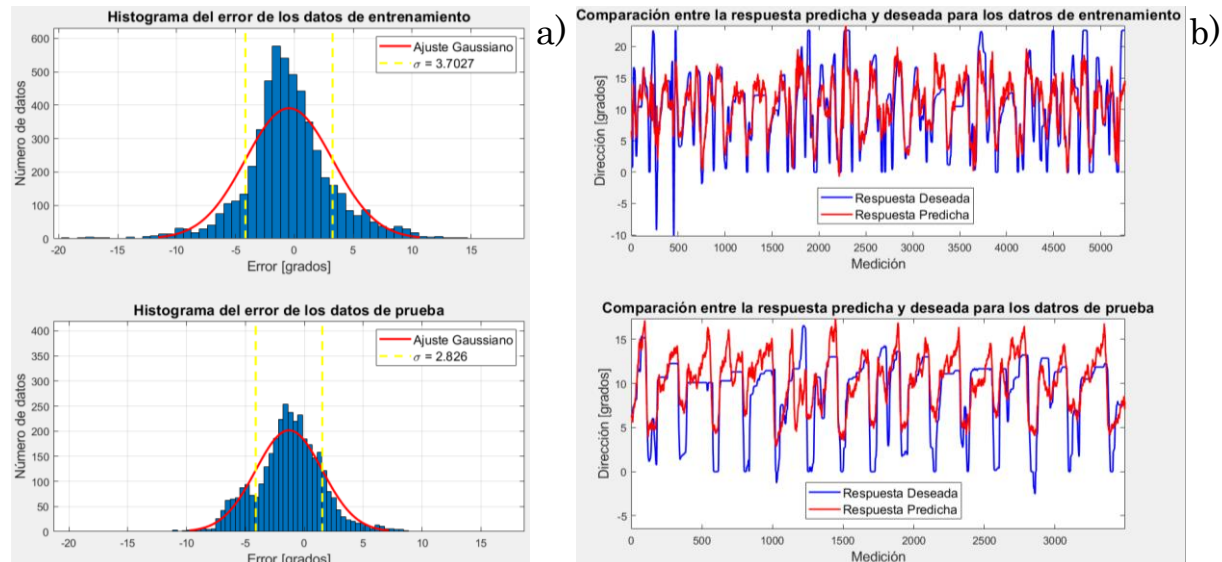 Histograma del error de los datos de entrenamiento
a)
600
500
400
300
200
100
0
Número de datos
Ajuste Gaussiano
σ = 3.7027
-20 -15 -10 -5 0 5 10 15
Error [grados]
Comparación entre la respuesta predicha y deseada para los datros de entrenamiento
b)
20
15
10
5
0
-5
-10
Dirección [grados]
Respuesta Deseada
Respuesta Predicha
0 500 1000 1500 2000 2500 3000 3500 4000 4500 5000
Medición
Histograma del error de los datos de prueba
400
350
300
250
200
150
100
50
0
Número de datos
Ajuste Gaussiano
σ = 2.826
-20 -15 -10 -5 0 5 10 15
Error [grados]
Comparación entre la respuesta predicha y deseada para los datros de prueba
15
10
5
0
-5
Dirección [grados]
Respuesta Deseada
Respuesta Predicha
0 500 1000 1500 2000 2500 3000
Medición